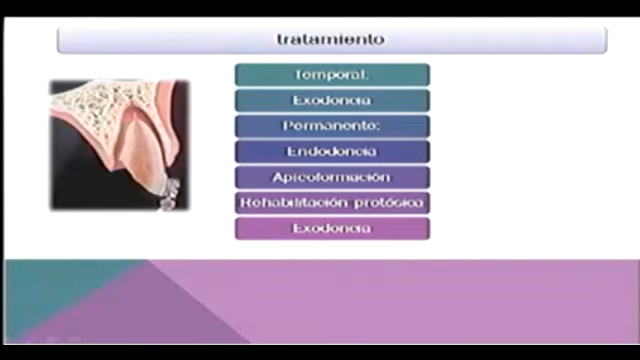 tratamiento
Temporal:
Exodoncia
Permanente:
Endodoncia
Apicoformación
Rehabilitación protésica
Exodoncia